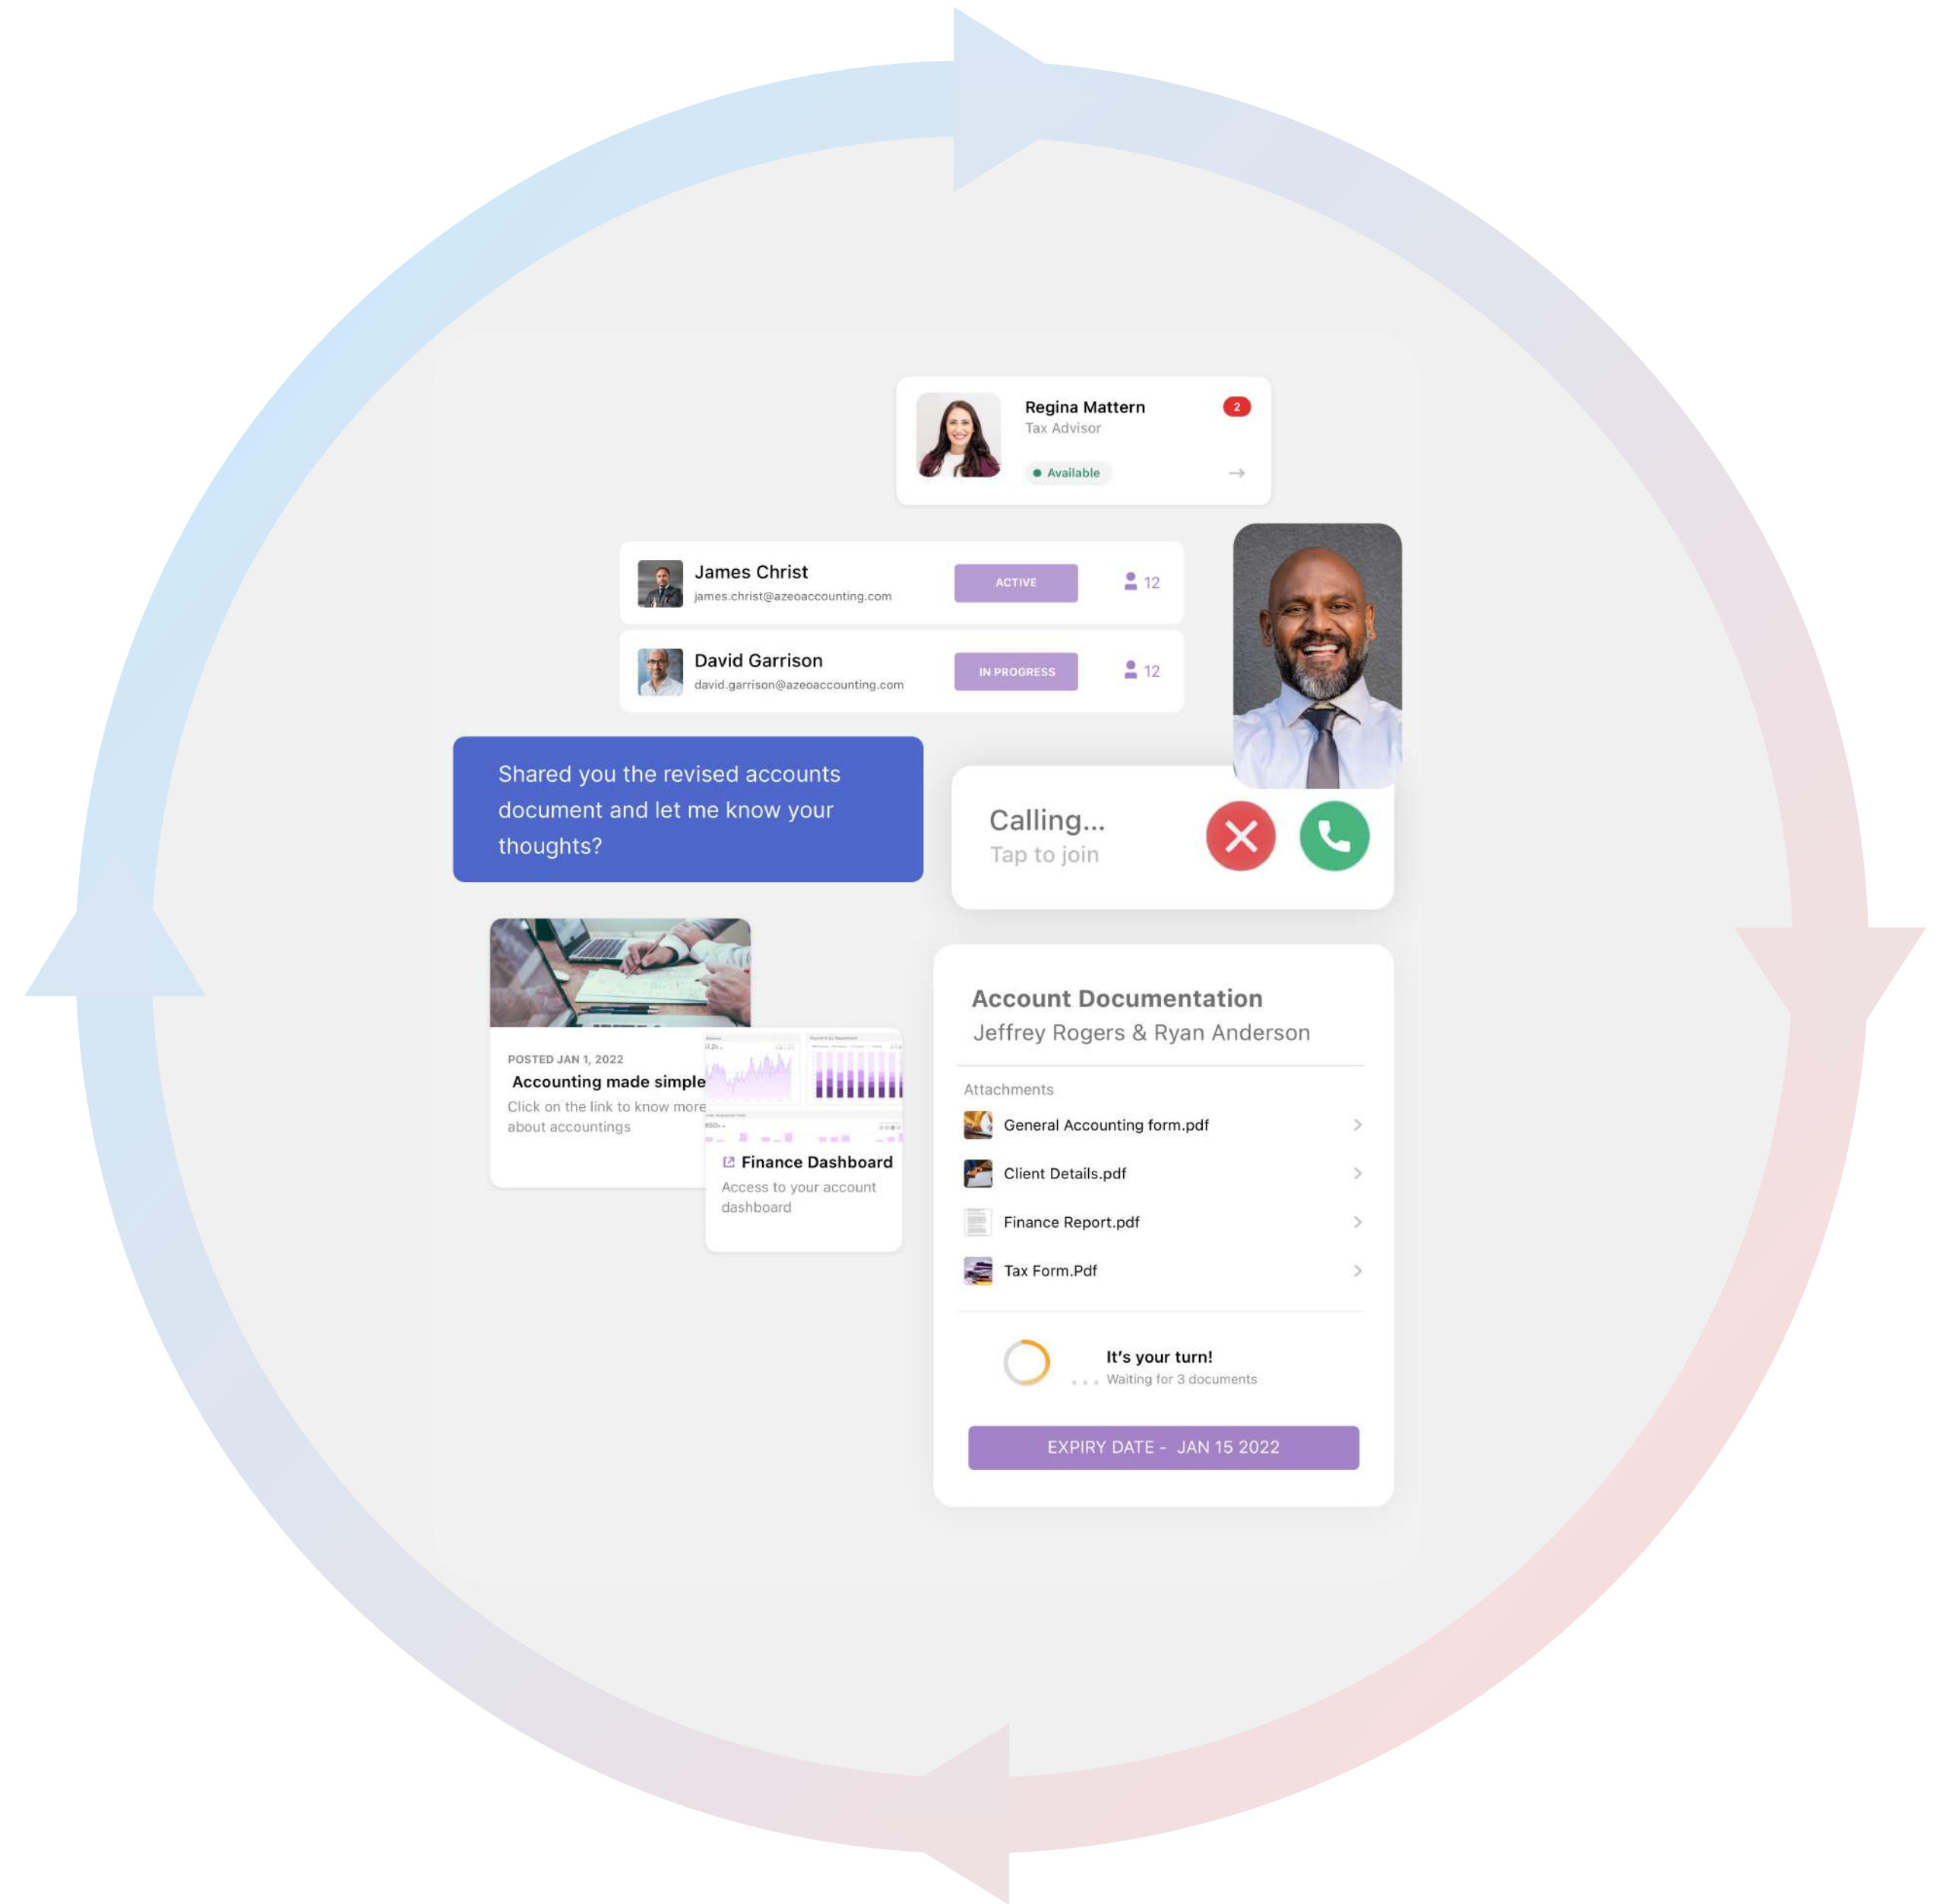 Regina Mattern
2
Tax Advisor
Available
James Christ
james.christ@azeoaccounting.com
ACTIVE
12
David Garrison
david.garrison@azeoaccounting.com
IN PROGRESS
12
Shared you the revised accounts
document and let me know your
thoughts?
Calling...
Tap to join
POSTED JAN 1, 2022
Accounting made simple
Click on the link to know more
about accountings
Finance Dashboard
Access to your account
dashboard
Account Documentation
Jeffrey Rogers & Ryan Anderson
Attachments
General Accounting form.pdf
Client Details.pdf
Finance Report.pdf
Tax Form.Pdf
It's your turn!
Waiting for 3 documents
EXPIRY DATE - JAN 15 2022